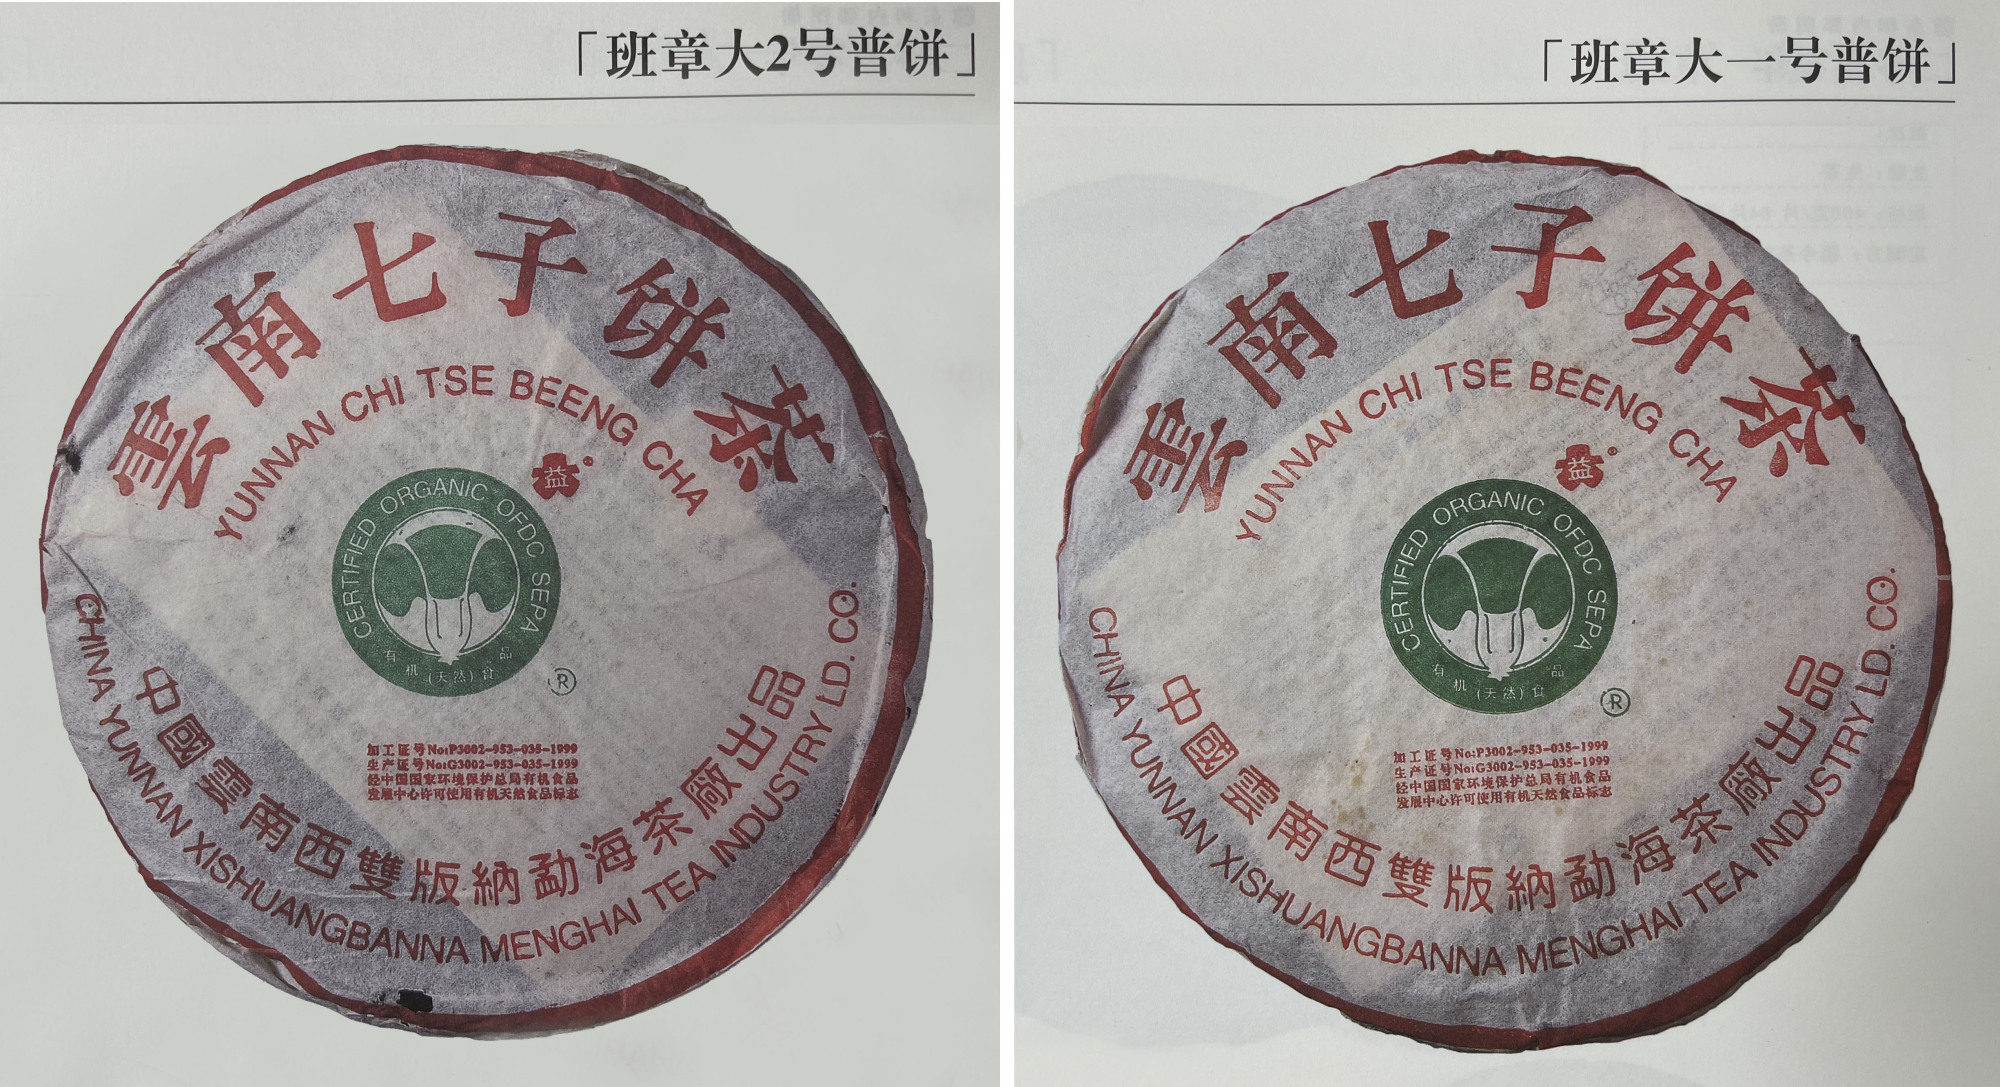 「班章大2号普饼」
雲南七子饼茶
YUNNAN CHI TSE BEENG CHA
益
CERTIFIED ORGANIC OFDC SEPA
有机(天然)食品
R
加工证号No:P3002-953-035-1999
生产证号No:G3002-953-035-1999
经中国国家环境保护总局有机食品
发展中心许可使用有机天然食品标志
中國雲南西雙版納勐海茶廠出品
CHINA YUNNAN XISHUANGBANNA MENGHAI TEA INDUSTRY LD. CO.
「班章大一号普饼」
雲南七子饼茶
YUNNAN CHI TSE BEENG CHA
益
CERTIFIED ORGANIC OFDC SEPA
有机(天然)食品
R
加工证号No:P3002-953-035-1999
生产证号No:G3002-953-035-1999
经中国国家环境保护总局有机食品
发展中心许可使用有机天然食品标志
中國雲南西雙版納勐海茶廠出品
CHINA YUNNAN XISHUANGBANNA MENGHAI TEA INDUSTRY LD. CO.